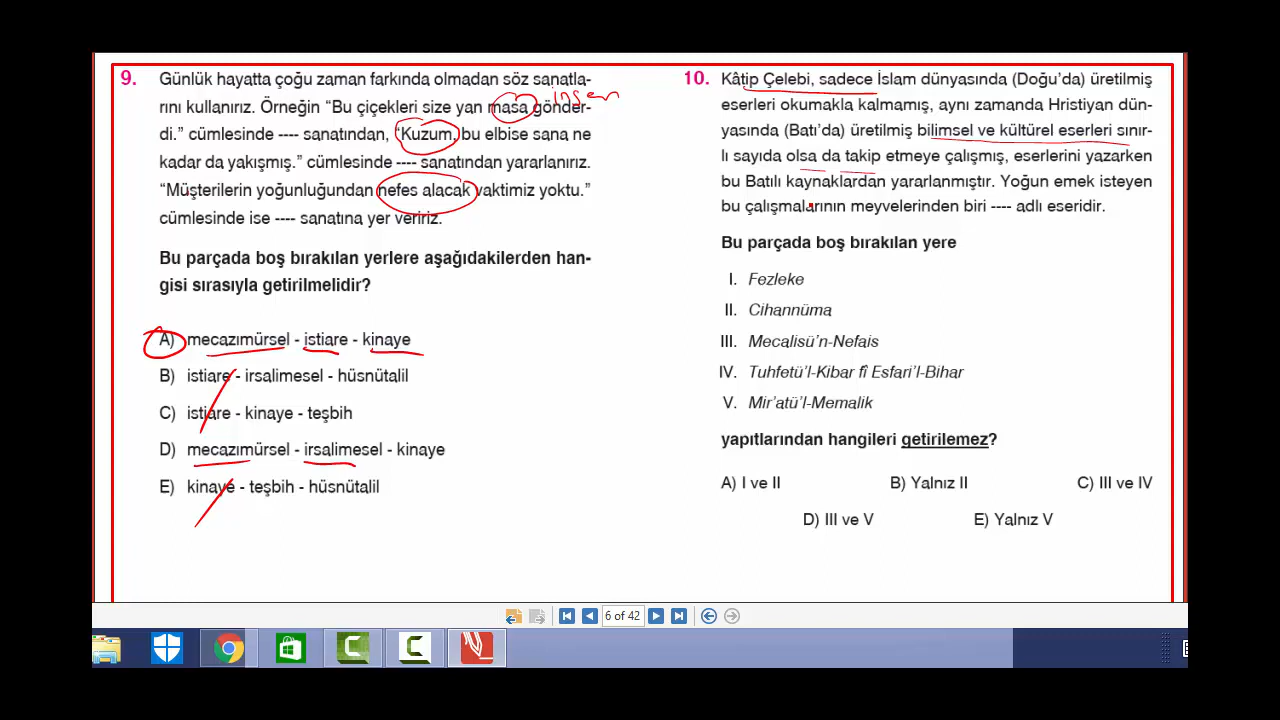 9. Günlük hayatta çoğu zaman farkında olmadan söz sanatla-
rını kullanırız. Örneğin “Bu çiçekleri size yan masa gönder-
insan
di.” cümlesinde ---- sanatından, “Kuzum, bu elbise sana ne
kadar da yakışmış.” cümlesinde ---- sanatından yararlanırız.
“Müşterilerin yoğunluğundan nefes alacak vaktimiz yoktu.”
cümlesinde ise ---- sanatına yer veririz.
Bu parçada boş bırakılan yerlere aşağıdakilerden han-
gisi sırasıyla getirilmelidir?
A) mecazımürsel - istiare - kinaye
B) istiare - irsalimesel - hüsnütalil
C) istiare - kinaye - teşbih
D) mecazımürsel - irsalimesel - kinaye
E) kinaye - teşbih - hüsnütalil
10. Kâtip Çelebi, sadece İslam dünyasında (Doğu’da) üretilmiş
eserleri okumakla kalmamış, aynı zamanda Hristiyan dün-
yasında (Batı’da) üretilmiş bilimsel ve kültürel eserleri sınır-
lı sayıda olsa da takip etmeye çalışmış, eserlerini yazarken
bu Batılı kaynaklardan yararlanmıştır. Yoğun emek isteyen
bu çalışmalarının meyvelerinden biri ---- adlı eseridir.
Bu parçada boş bırakılan yere
I. Fezleke
II. Cihannüma
III. Mecalisü’n-Nefais
IV. Tuhfetü’l-Kibar fî Esfari’l-Bihar
V. Mir’atü’l-Memalik
yapıtlarından hangileri getirilemez?
A) I ve II B) Yalnız II C) III ve IV
D) III ve V E) Yalnız V
6 of 42